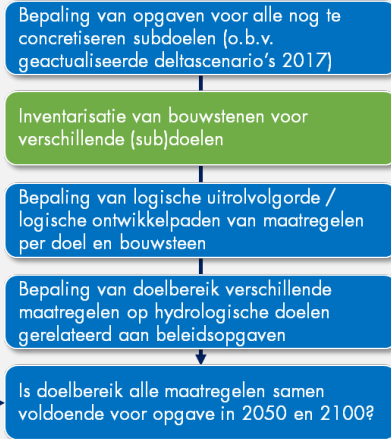 Bepaling van opgaven voor alle nog te
concretiseren subdoelen (o.b.v.
geactualiseerde deltascenario's 2017)
Inventarisatie van bouwstenen voor
verschillende (sub)doelen
Bepaling van logische uitrolvolgorde /
logische ontwikkelpaden van maatregelen
per doel en bouwsteen
Bepaling van doelbereik verschillende
maatregelen op hydrologische doelen
gerelateerd aan beleidsopgaven
Is doelbereik alle maatregelen samen
voldoende voor opgave in 2050 en 2100?